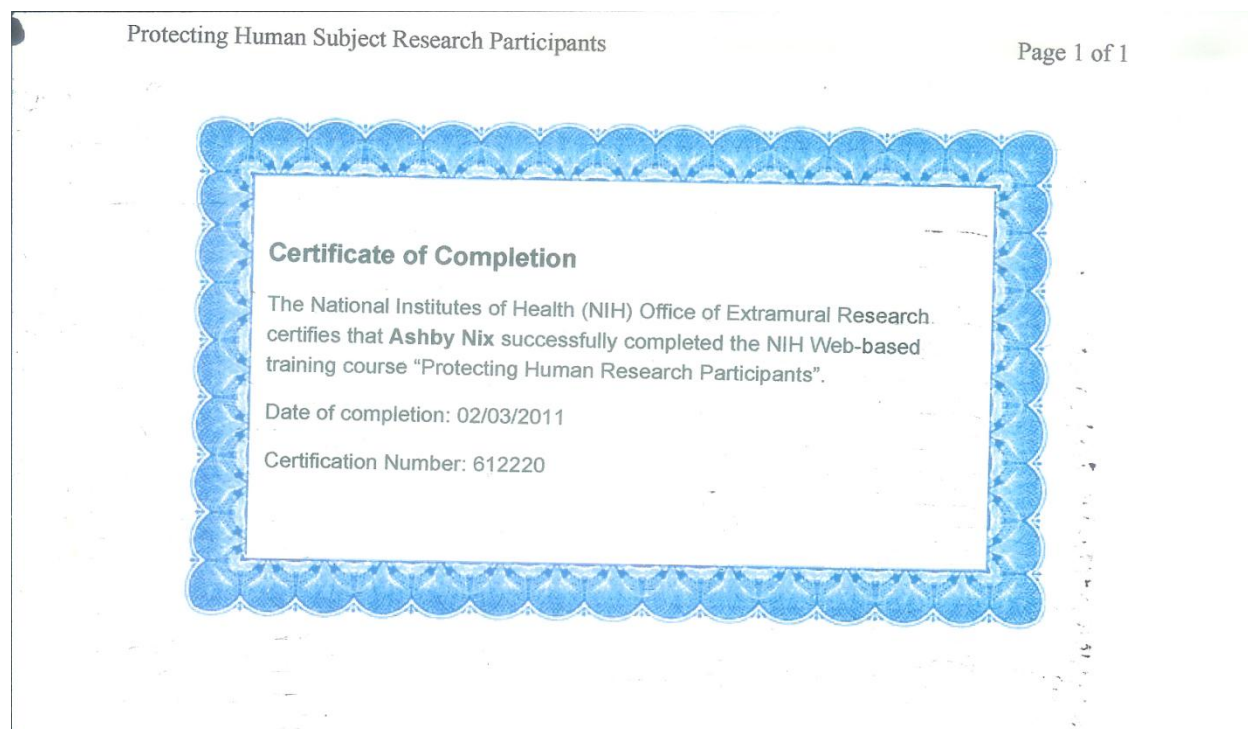 Protecting Human Subject Research Participants
Page 1 of 1
Certificate of Completion
The National Institutes of Health (NIH) Office of Extramural Research
certifies that Ashby Nix successfully completed the NIH Web-based
training course “Protecting Human Research Participants”.
Date of completion: 02/03/2011
Certification Number: 612220